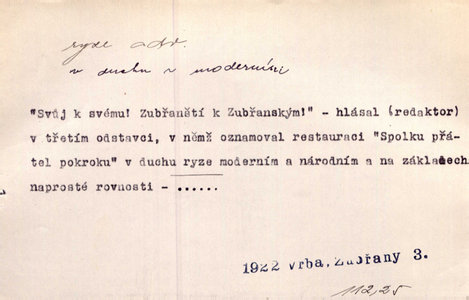 ryze adv.
v duchu r moderním
"Svůj k svému! Zubřanští k Zubřanským!" - hlásal (redaktor)
v třetím odstavci, v němž oznamoval restauraci "Spolku přá-
tel pokroku" v duchu ryze moderním a národním a na základech
naprosté rovnosti - ......
1922 Vrba, Zubřany 3.
112,25